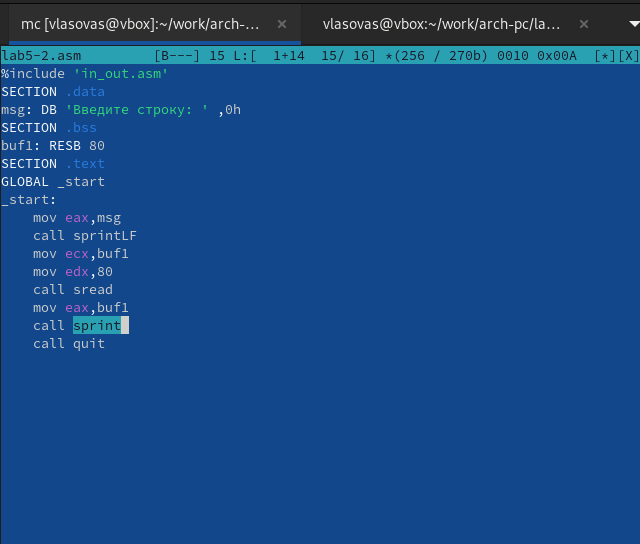 mc [vlasovas@vbox]:~/work/arch-...
vlasovas@vbox:~/work/arch-pc/la...
lab5-2.asm [B---] 15 L:[ 1+14 15/ 16] *(256 / 270b) 0010 0x00A [*][X]
%include 'in_out.asm'
SECTION .data
msg: DB 'Введите строку: ' ,0h
SECTION .bss
buf1: RESB 80
SECTION .text
GLOBAL _start
_start:
mov eax,msg
call sprintLF
mov ecx,buf1
mov edx,80
call sread
mov eax,buf1
call sprint
call quit